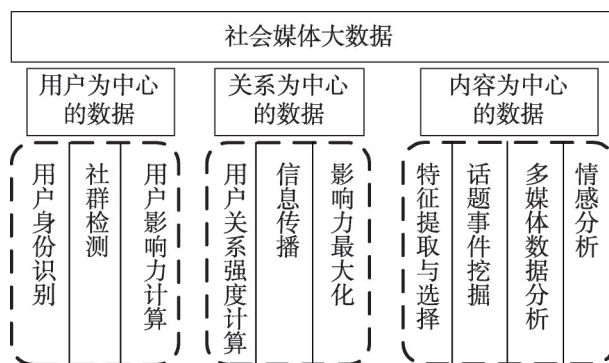 社会媒体大数据
用户为中心
的数据
关系为中心
的数据
内容为中心
的数据
用户身份识别
社群检测
用户影响力计算
用户关系强度计算
信息传播
影响力最大化
特征提取与选择
话题事件挖掘
多媒体数据分析
情感分析